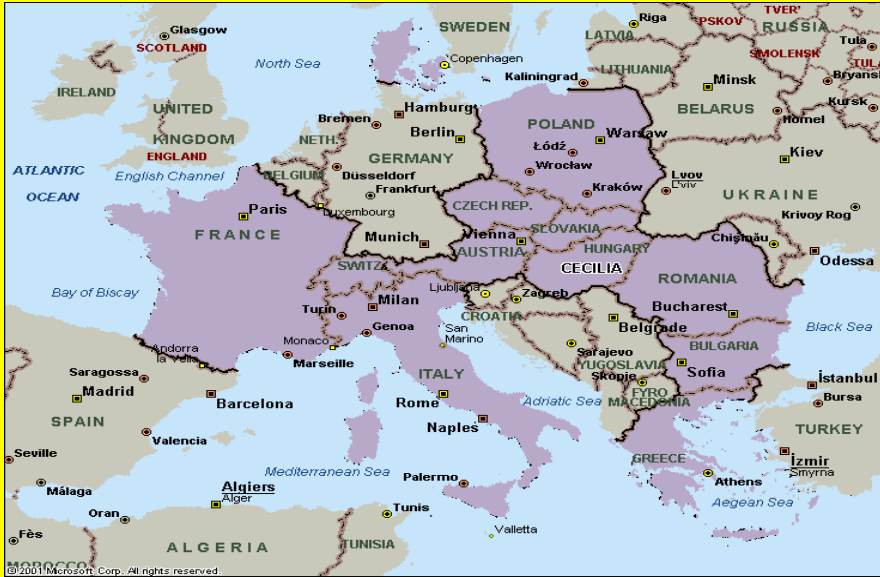 Glasgow
SCOTLAND
North Sea
SWEDEN
Riga
LATVIA
PSKOV
TVER'
RUSSIA
Copenhagen
SMOLENSK
Tula
TULA
IRELAND
UNITED
KINGDOM
ENGLAND
Kaliningrad
LITHUANIA
Minsk
Bryansk
BELARUS
Kursk
Homel
Hamburg
Bremen
Berlin
NETH.
GERMANY
POLAND
Warsaw
Łódź
Wrocław
Kiev
ATLANTIC
OCEAN
English Channel
BELGIUM
Düsseldorf
Frankfurt
Kraków
Lvov
L'viv
UKRAINE
Luxembourg
Paris
FRANCE
CZECH REP.
SLOVAKIA
Krivoy Rog
Munich
Vienna
AUSTRIA
HUNGARY
Chişinău
Odessa
SWITZ.
CECILIA
ROMANIA
Bay of Biscay
Milan
Turin
Ljubljana
Zagreb
CROATIA
Bucharest
Genoa
San
Marino
Belgrade
Black Sea
Monaco
Andorra
la Vella
Marseille
Sarajevo
YUGOSLAVIA
BULGARIA
Sofia
Saragossa
Madrid
Barcelona
ITALY
Rome
Skopje
FYRO
MACEDONIA
İstanbul
Bursa
SPAIN
Valencia
Naples
Adriatic Sea
TURKEY
Seville
Mediterranean Sea
GREECE
İzmir
Smyrna
Málaga
Algiers
Alger
Palermo
Athens
Aegean Sea
Oran
Tunis
Valletta
Fès
ALGERIA
TUNISIA
MOROCCO
© 2001 Microsoft Corp. All rights reserved.